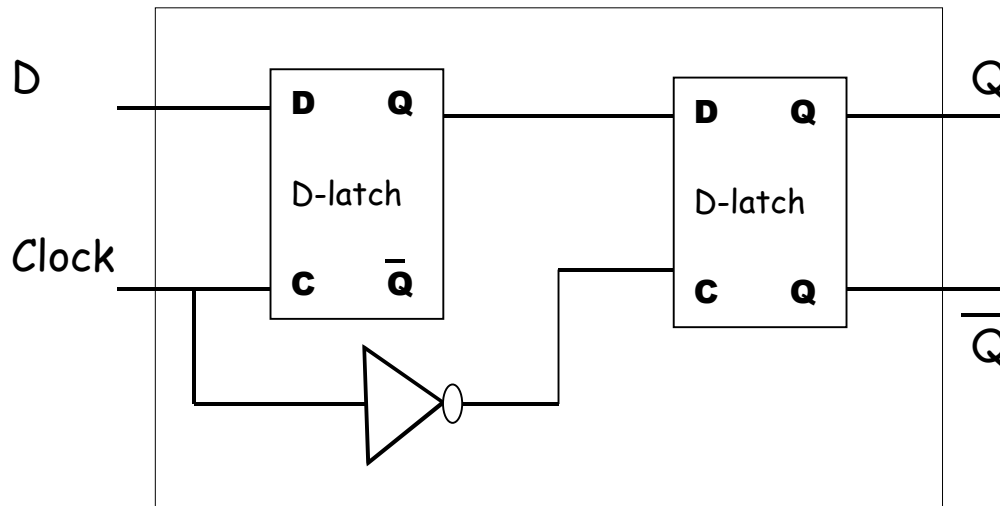 D
D Q
D Q
Q
D-latch
D-latch
Clock
C Q̅
C Q
Q̅